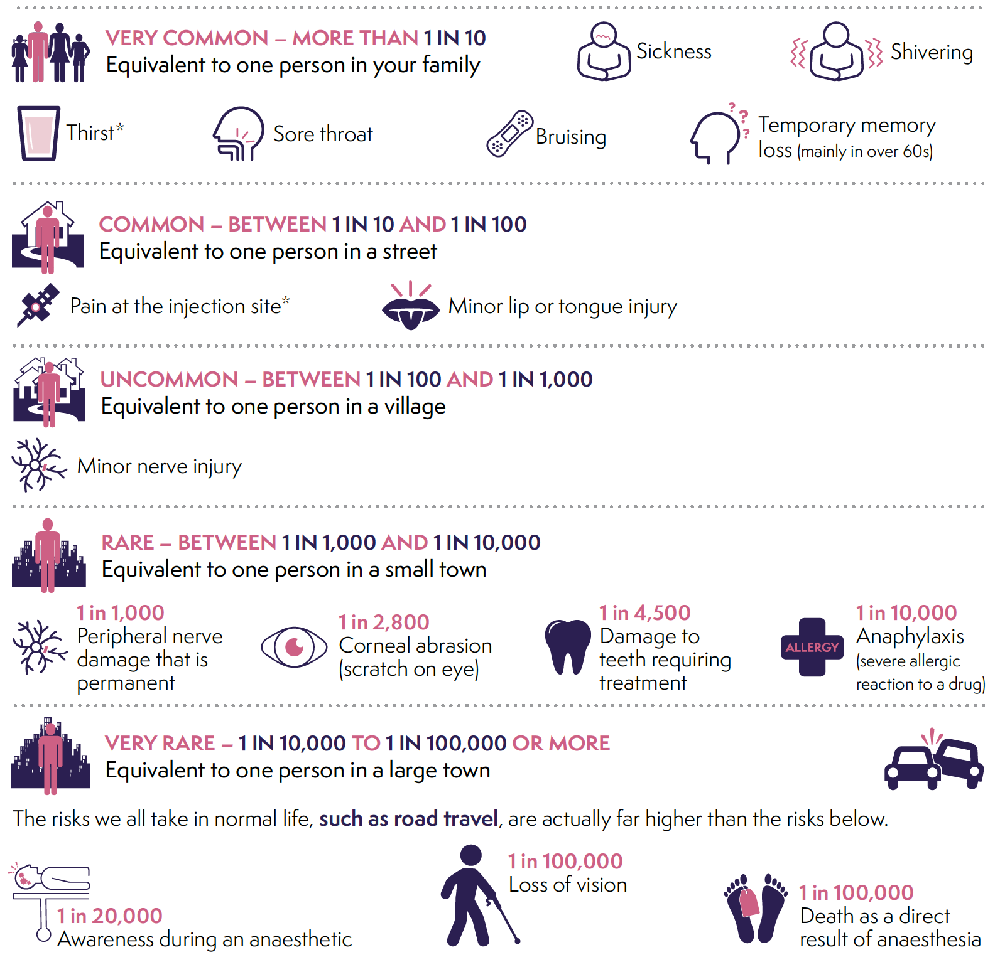 VERY COMMON – MORE THAN 1 IN 10
Equivalent to one person in your family
Sickness
Shivering
Thirst*
Sore throat
Bruising
Temporary memory
loss (mainly in over 60s)
COMMON – BETWEEN 1 IN 10 AND 1 IN 100
Equivalent to one person in a street
Pain at the injection site*
Minor lip or tongue injury
UNCOMMON – BETWEEN 1 IN 100 AND 1 IN 1,000
Equivalent to one person in a village
Minor nerve injury
RARE – BETWEEN 1 IN 1,000 AND 1 IN 10,000
Equivalent to one person in a small town
1 in 1,000
Peripheral nerve
damage that is
permanent
1 in 2,800
Corneal abrasion
(scratch on eye)
1 in 4,500
Damage to
teeth requiring
treatment
ALLERGY
1 in 10,000
Anaphylaxis
(severe allergic
reaction to a drug)
VERY RARE – 1 IN 10,000 TO 1 IN 100,000 OR MORE
Equivalent to one person in a large town
The risks we all take in normal life, such as road travel, are actually far higher than the risks below.
1 in 20,000
Awareness during an anaesthetic
1 in 100,000
Loss of vision
1 in 100,000
Death as a direct
result of anaesthesia